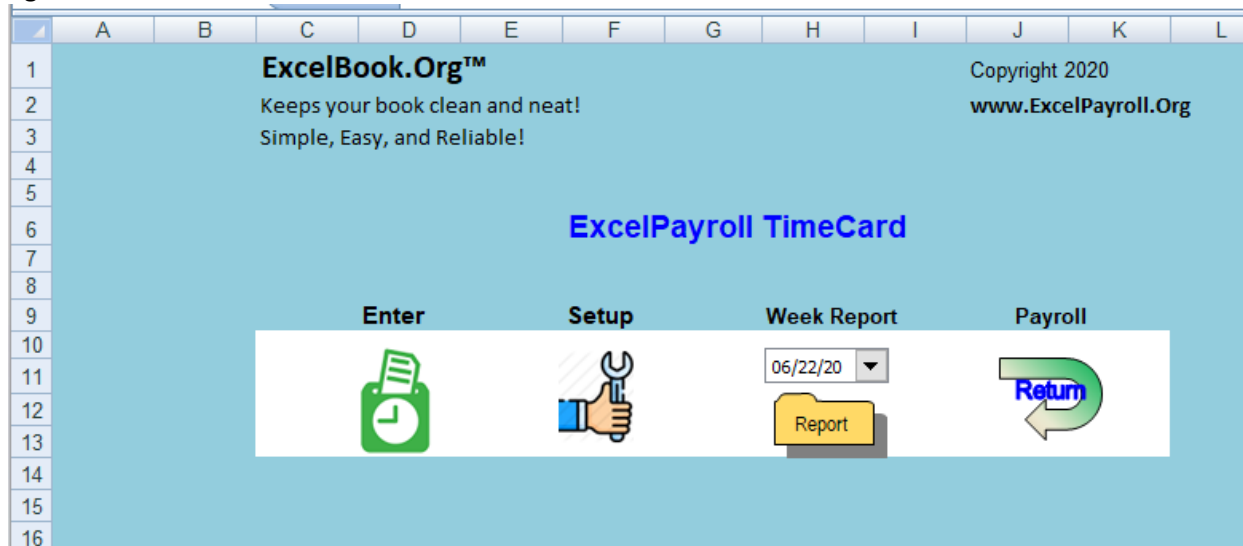 A B C D E F G H I J K L
1 ExcelBook.Org™ Copyright 2020
2 Keeps your book clean and neat! www.ExcelPayroll.Org
3 Simple, Easy, and Reliable!
4
5
6 ExcelPayroll TimeCard
7
8
9 Enter Setup Week Report Payroll
10
11 06/22/20
12 Return
Report
13
14
15
16